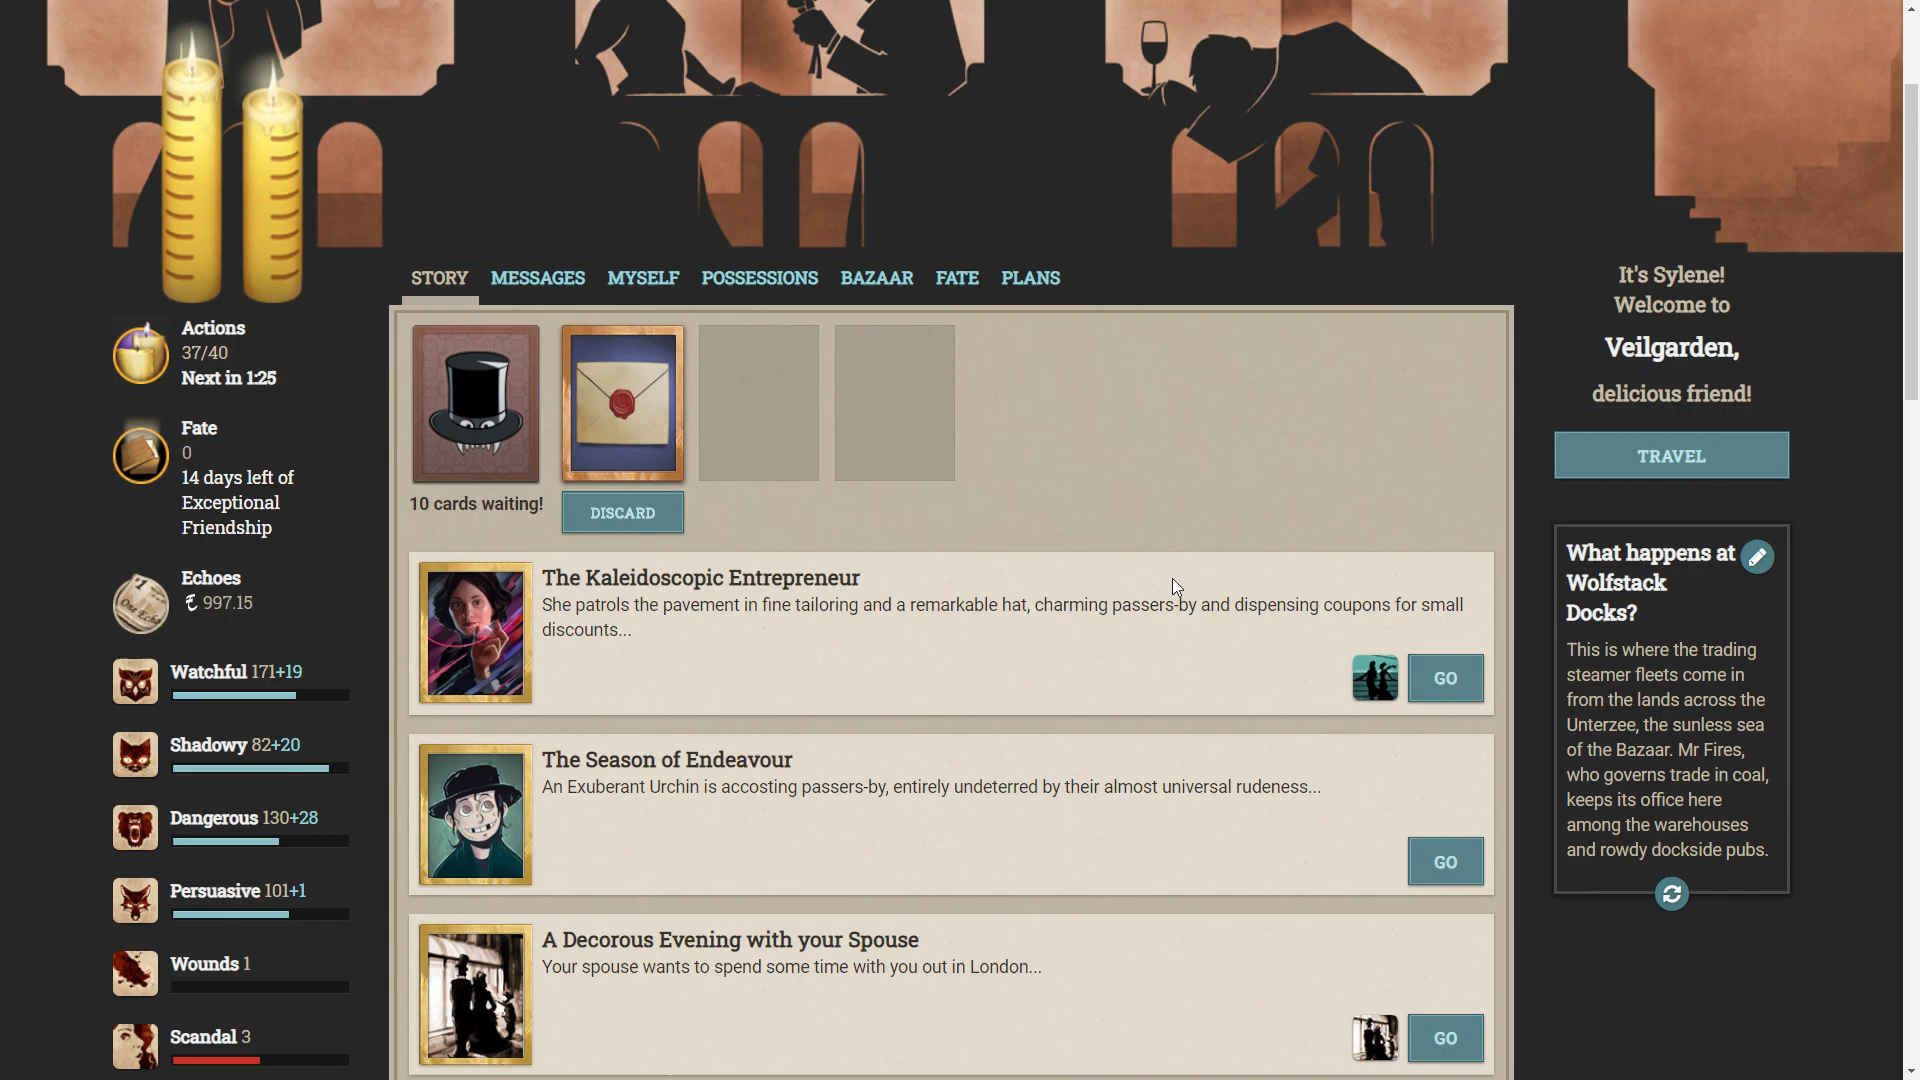 STORY MESSAGES MYSELF POSSESSIONS BAZAAR FATE PLANS
Actions
37/40
Next in 1:25
Fate
0
14 days left of
Exceptional
Friendship
Echoes
997.15
Watchful 171+19
Shadowy 82+20
Dangerous 130+28
Persuasive 101+1
Wounds 1
Scandal 3
10 cards waiting!
DISCARD
The Kaleidoscopic Entrepreneur
She patrols the pavement in fine tailoring and a remarkable hat, charming passers-by and dispensing coupons for small
discounts...
GO
The Season of Endeavour
An Exuberant Urchin is accosting passers-by, entirely undeterred by their almost universal rudeness...
GO
A Decorous Evening with your Spouse
Your spouse wants to spend some time with you out in London...
GO
It's Sylene!
Welcome to
Veilgarden,
delicious friend!
TRAVEL
What happens at
Wolfstack
Docks?
This is where the trading
steamer fleets come in
from the lands across the
Unterzee, the sunless sea
of the Bazaar. Mr Fires,
who governs trade in coal,
keeps its office here
among the warehouses
and rowdy dockside pubs.